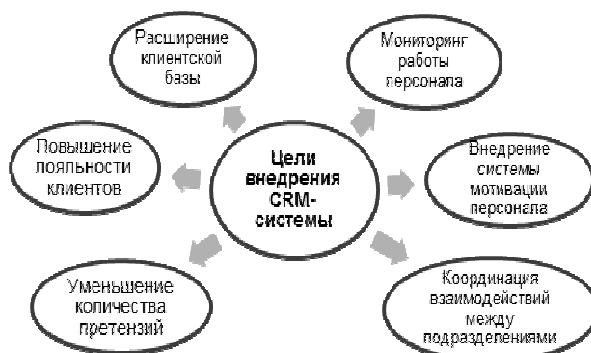 Расширение
клиентской
базы
Мониторинг
работы
персонала
Повышение
лояльности
клиентов
Цели
внедрения
CRM-
системы
Внедрение
системы
мотивации
персонала
Уменьшение
количества
претензий
Координация
взаимодействий
между
подразделениями